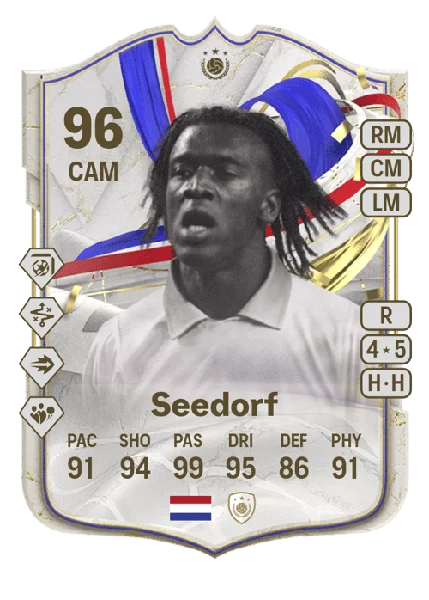 96
CAM
RM
CM
LM
R
4★5
H·H
Seedorf
PAC SHO PAS DRI DEF PHY
91 94 99 95 86 91